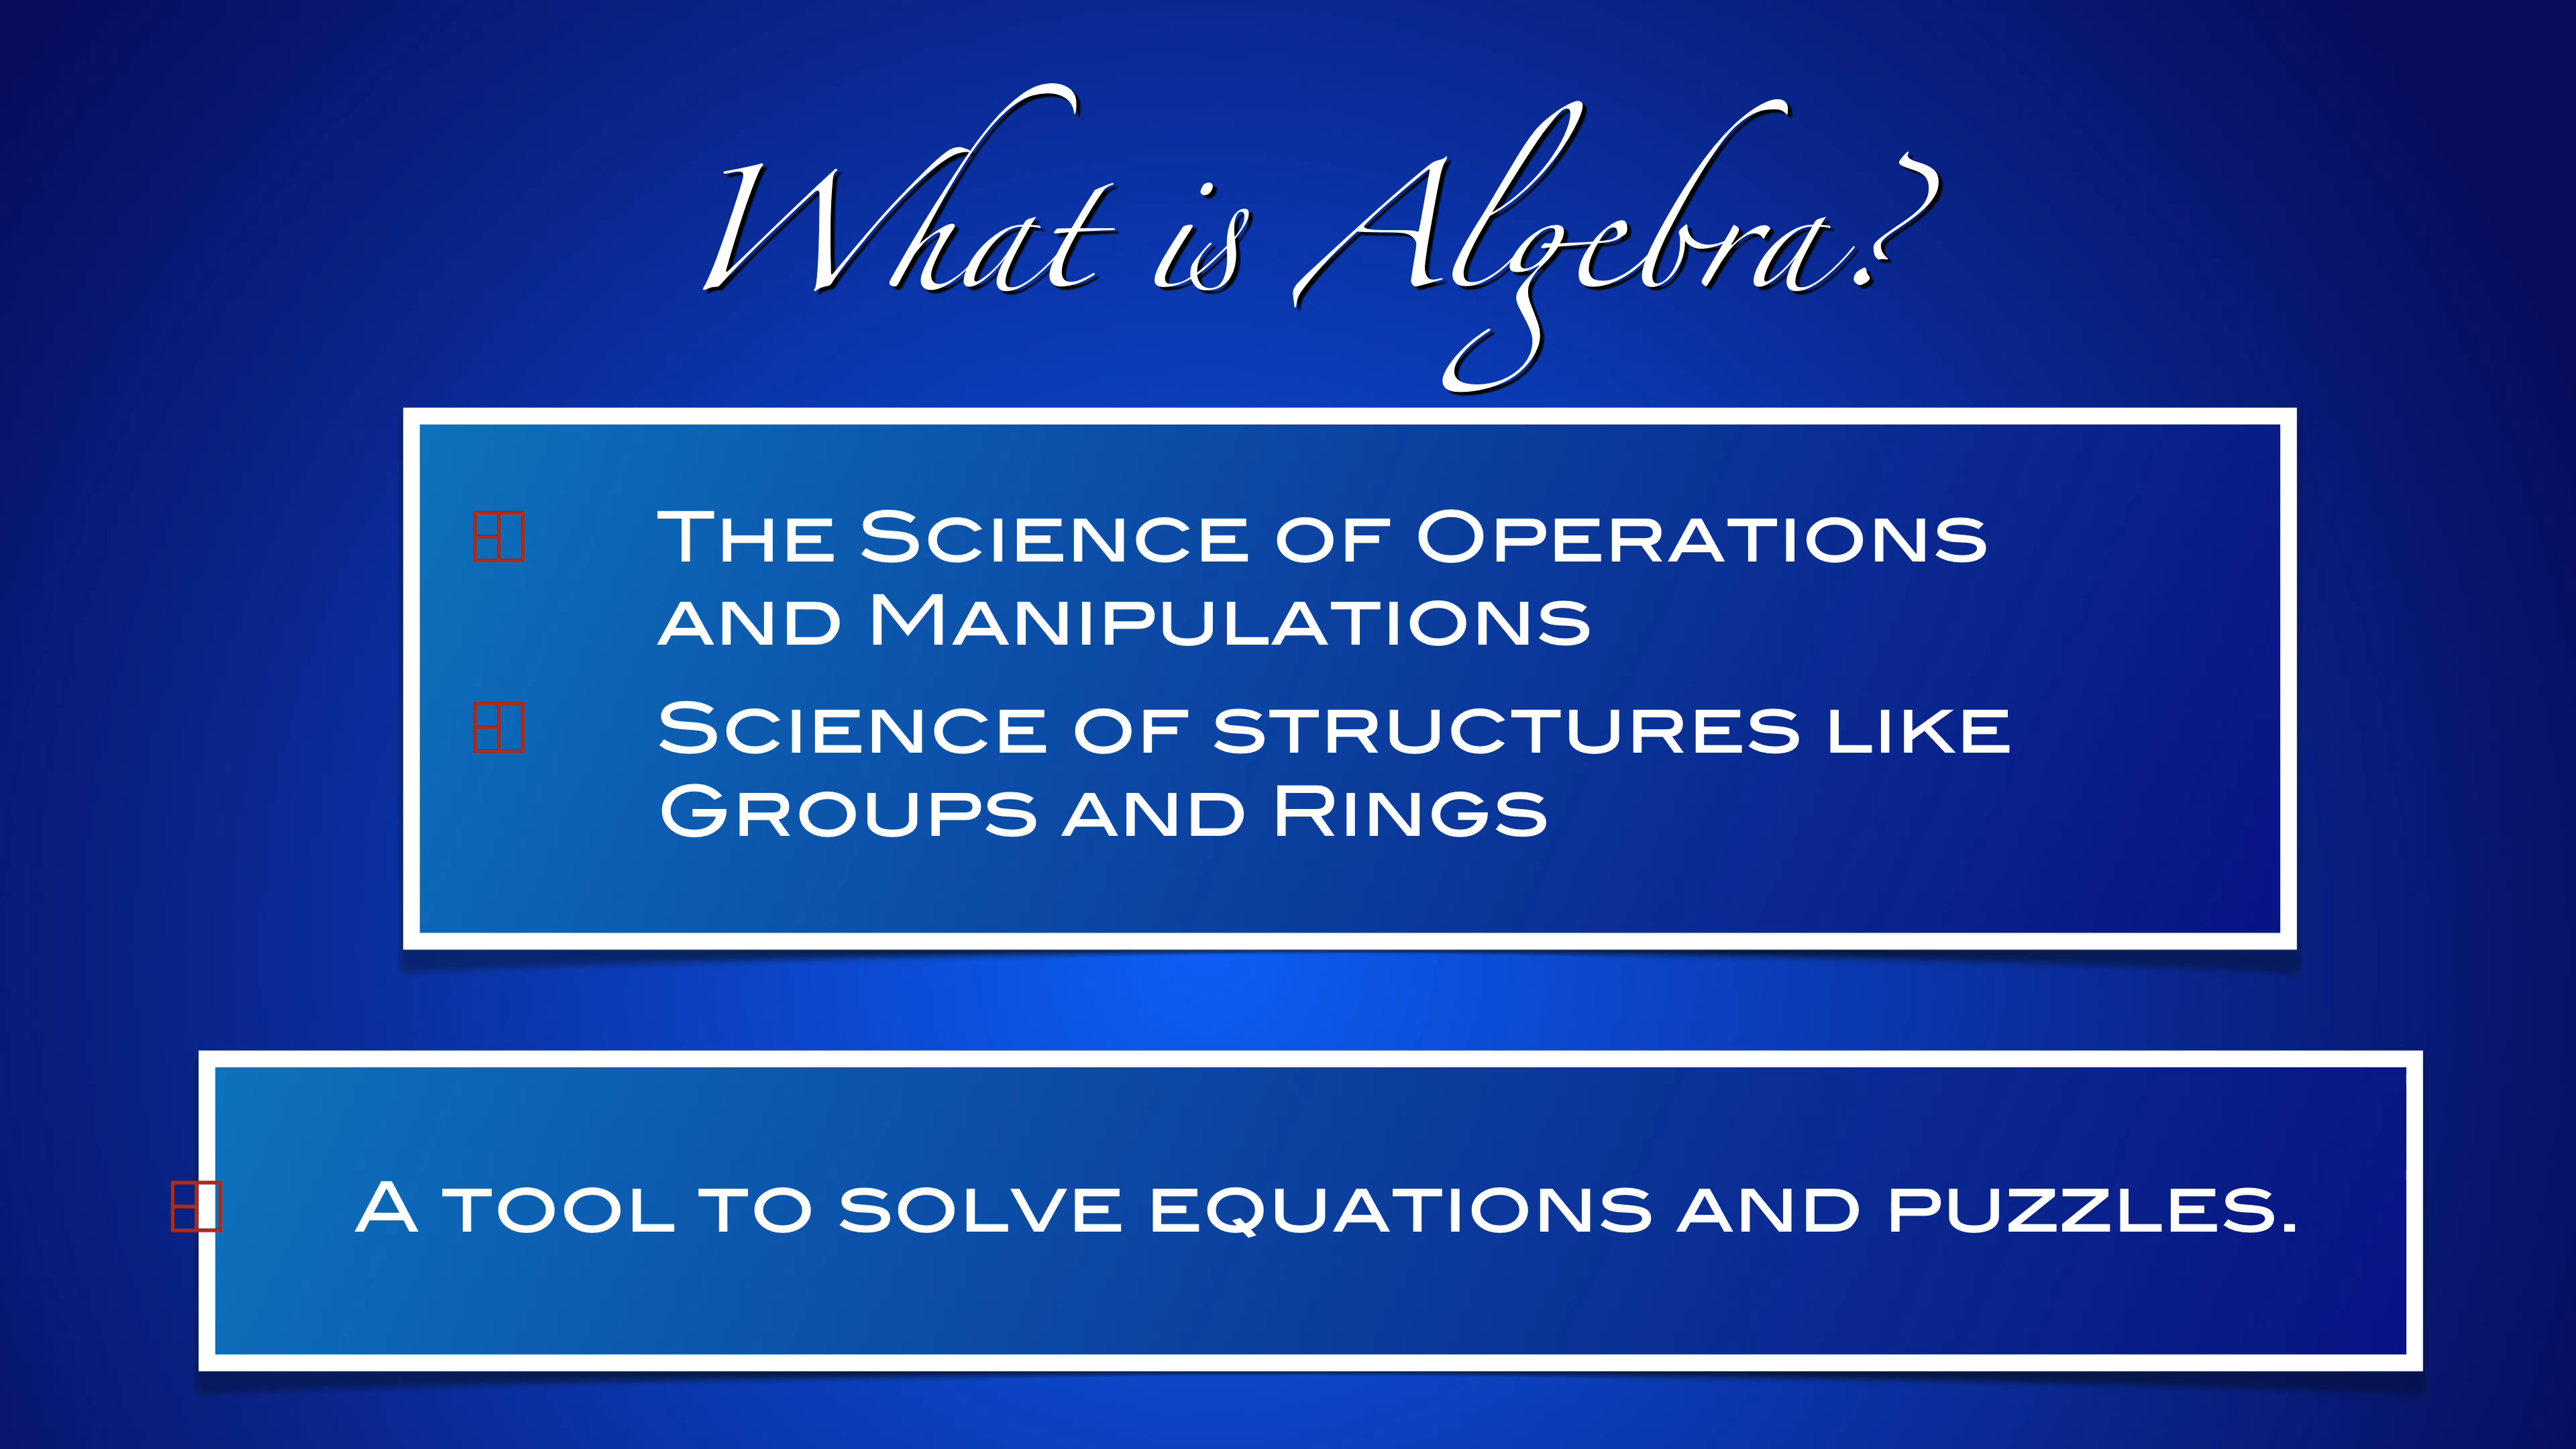 What is Algebra?
The Science of Operations
and Manipulations
Science of structures like
Groups and Rings
A tool to solve equations and puzzles.